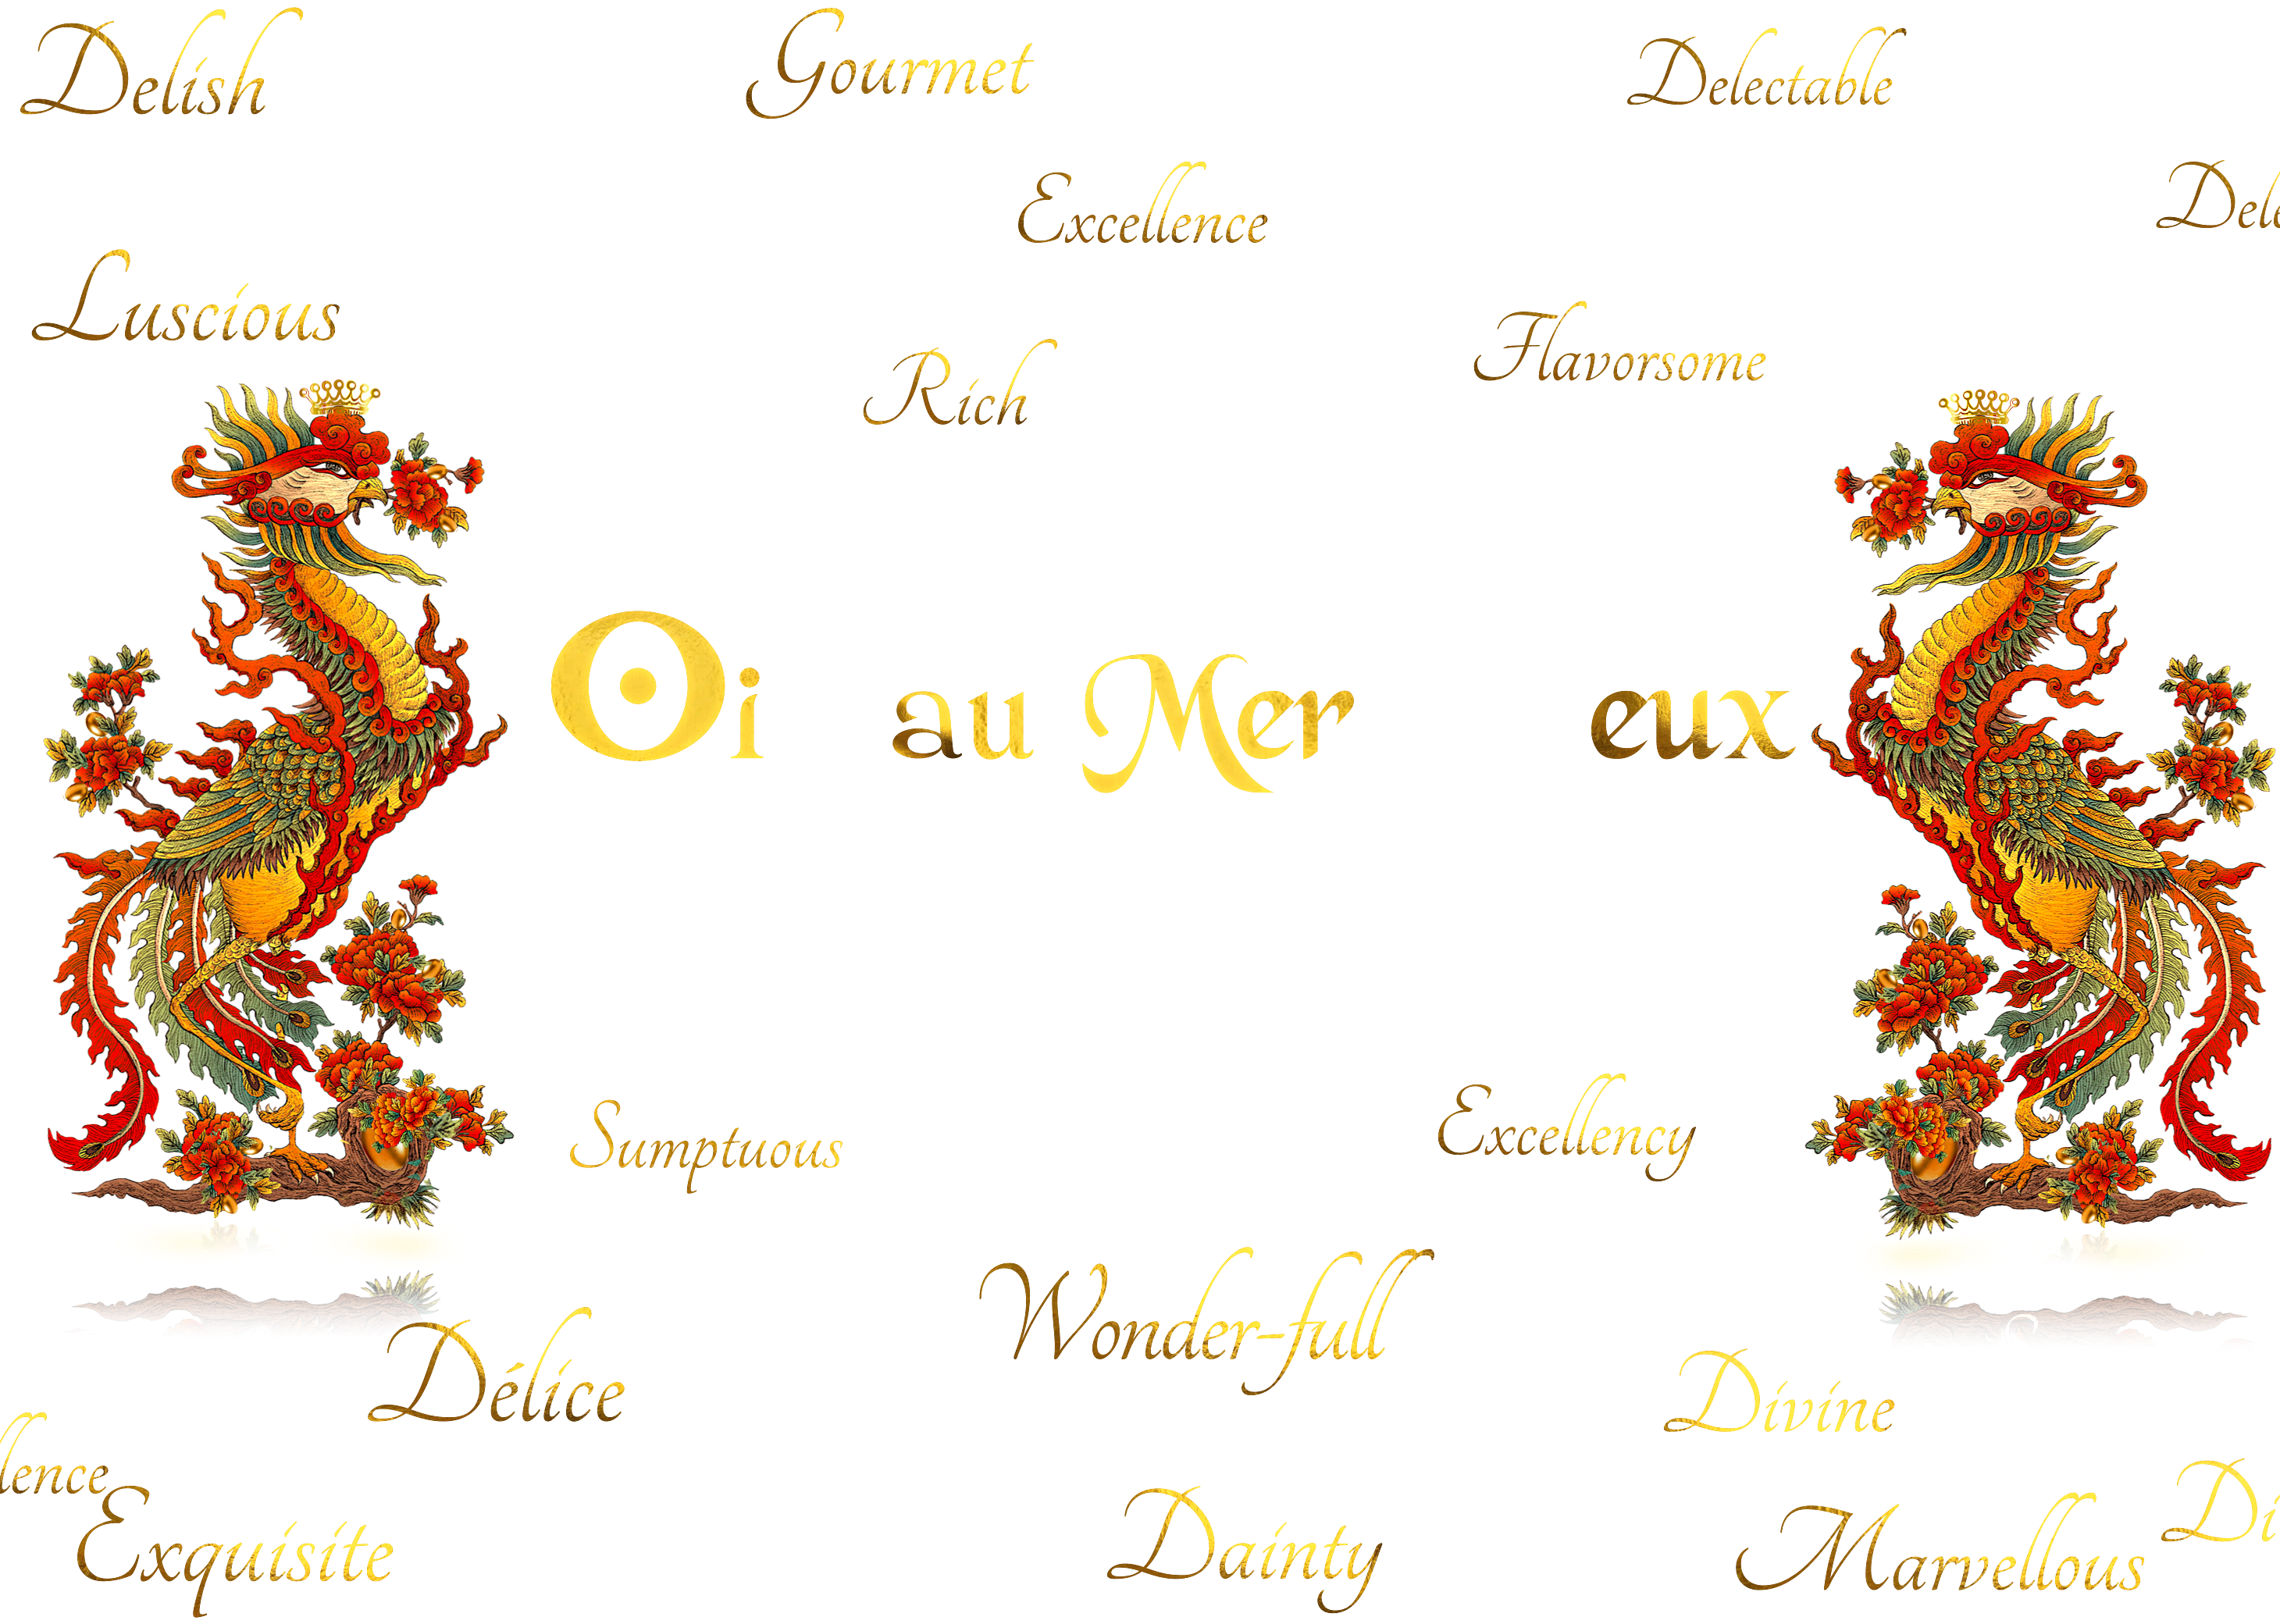 Delish
Gourmet
Delectable
Excellence
Dele
Luscious
Flavorsome
Rich
Oi au Mer eux
Sumptuous
Excellency
Wonder-full
Délice
Divine
llence
Exquisite
Dainty
Marvellous
Di